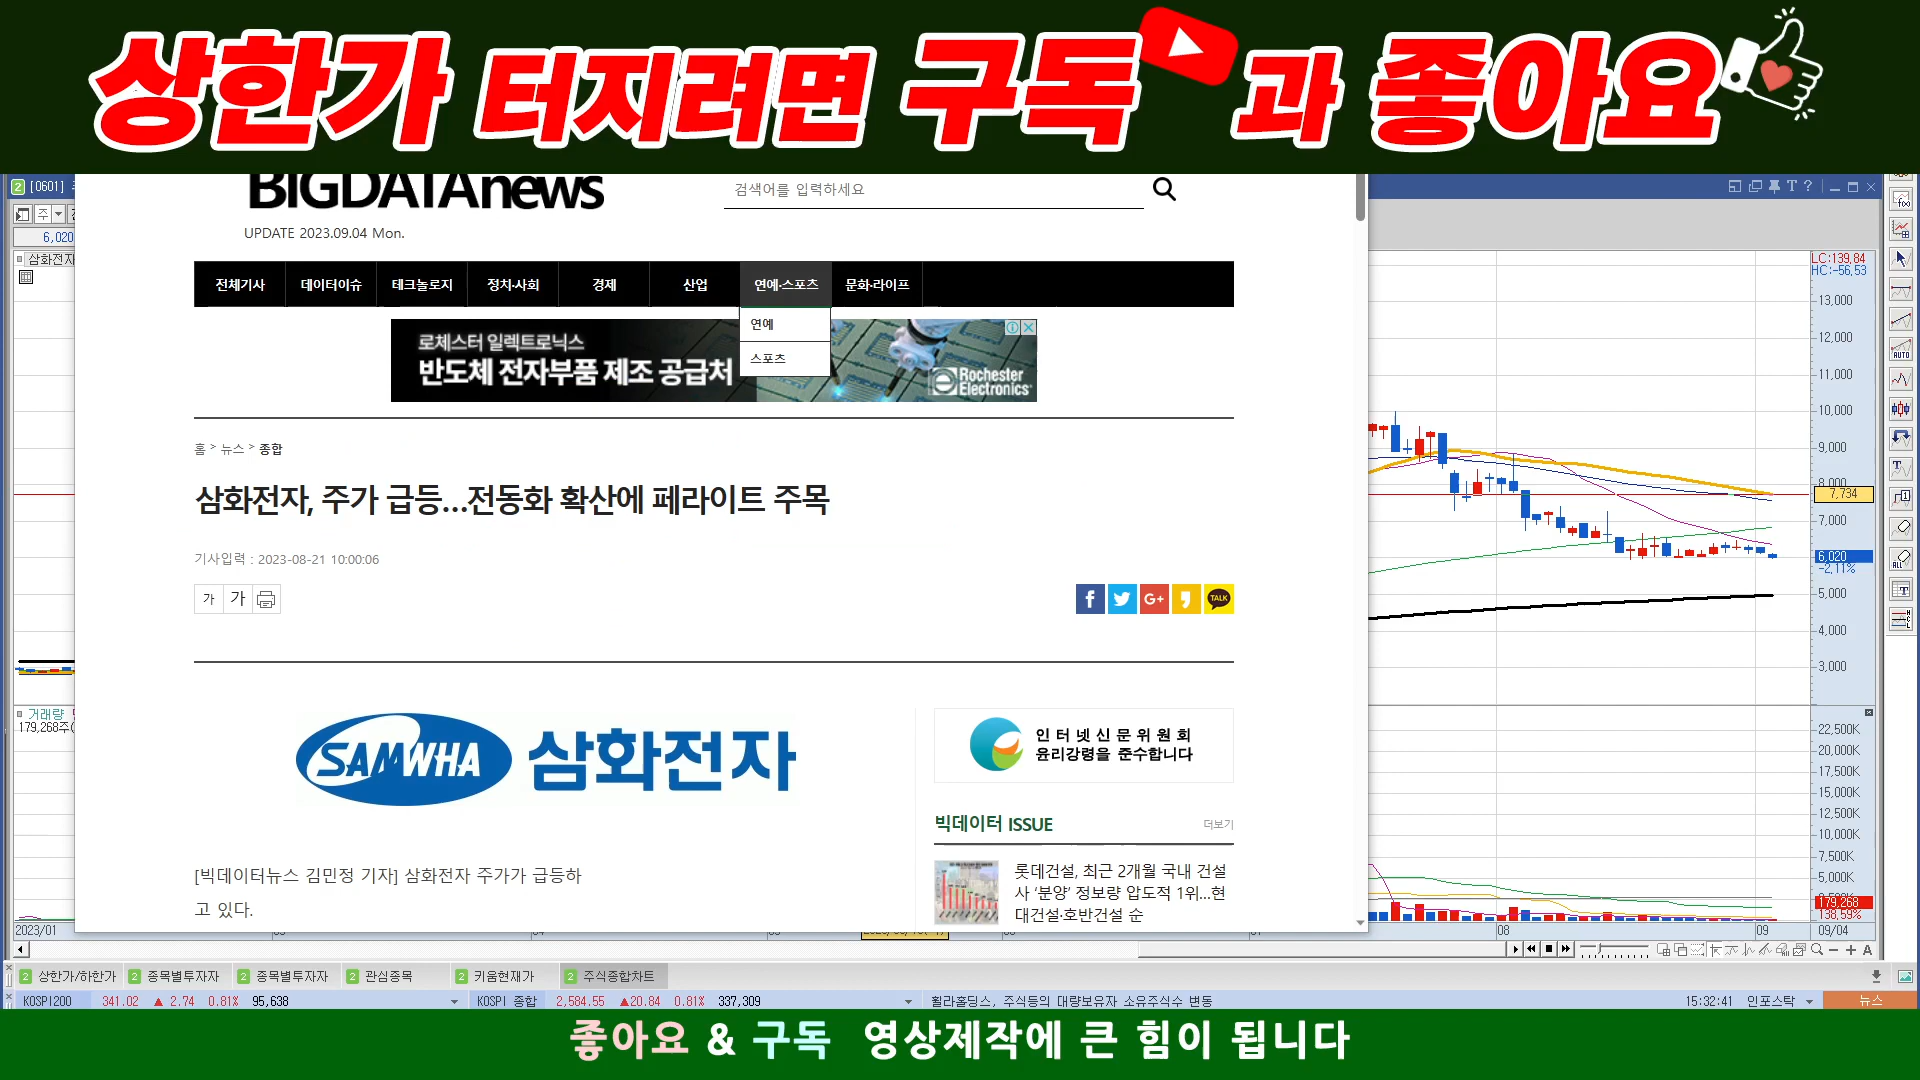 상한가 터지려면 구독과 좋아요
2 [0601]
BIGDATAnews
검색어를 입력하세요
UPDATE 2023.09.04 Mon.
전체기사 데이터이슈 테크놀로지 정치·사회 경제 산업 연예·스포츠 문화·라이프
연예
스포츠
로체스터 일렉트로닉스
반도체 전자부품 제조 공급처
Rochester
Electronics
홈 > 뉴스 > 종합
삼화전자, 주가 급등...전동화 확산에 페라이트 주목
기사입력 : 2023-08-21 10:00:06
가 가
f G+ TALK
SAMWHA 삼화전자
인터넷신문위원회
윤리강령을 준수합니다
빅데이터 ISSUE 더보기
롯데건설, 최근 2개월 국내 건설
사 ‘분양’ 정보량 압도적 1위...현
대건설·호반건설 순
[빅데이터뉴스 김민정 기자] 삼화전자 주가가 급등하
고 있다.
주
6,020
삼화전자
거래량
179,268주(
LC:139,84
HC:-56,53
13,000
12,000
11,000
10,000
9,000
8,000
7,734
7,000
6,020
-2,11%
5,000
4,000
3,000
22,500K
20,000K
17,500K
15,000K
12,500K
10,000K
7,500K
5,000K
179,268
138,59%
2023/01 08 09 09/04
2 상한가/하한가 2 종목별투자자 2 종목별투자자 2 관심종목 2 키움현재가 2 주식종합차트
KOSPI200 341.02 ▲ 2.74 0.81% 95,638 KOSPI 종합 2,584.55 ▲20.84 0.81% 337,309 휠라홀딩스, 주식등의 대량보유자 소유주식수 변동 15:32:41 인포스탁 뉴스
좋아요 & 구독 영상제작에 큰 힘이 됩니다